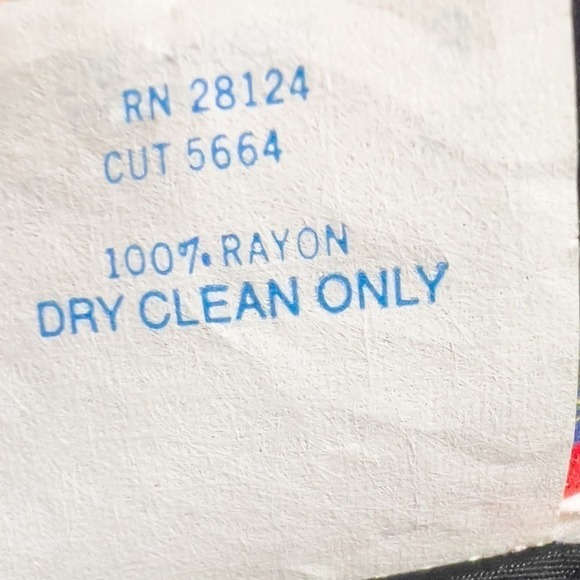 RN 28124
CUT 5664
100% RAYON
DRY CLEAN ONLY